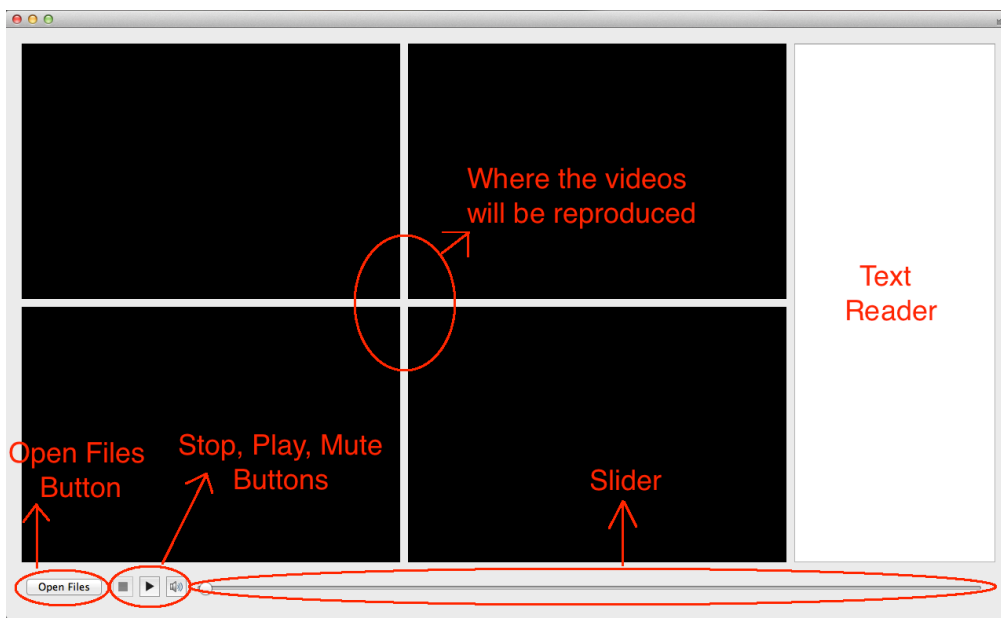 Where the videos
will be reproduced
Text
Reader
Open Files
Button
Stop, Play, Mute
Buttons
Slider
Open Files